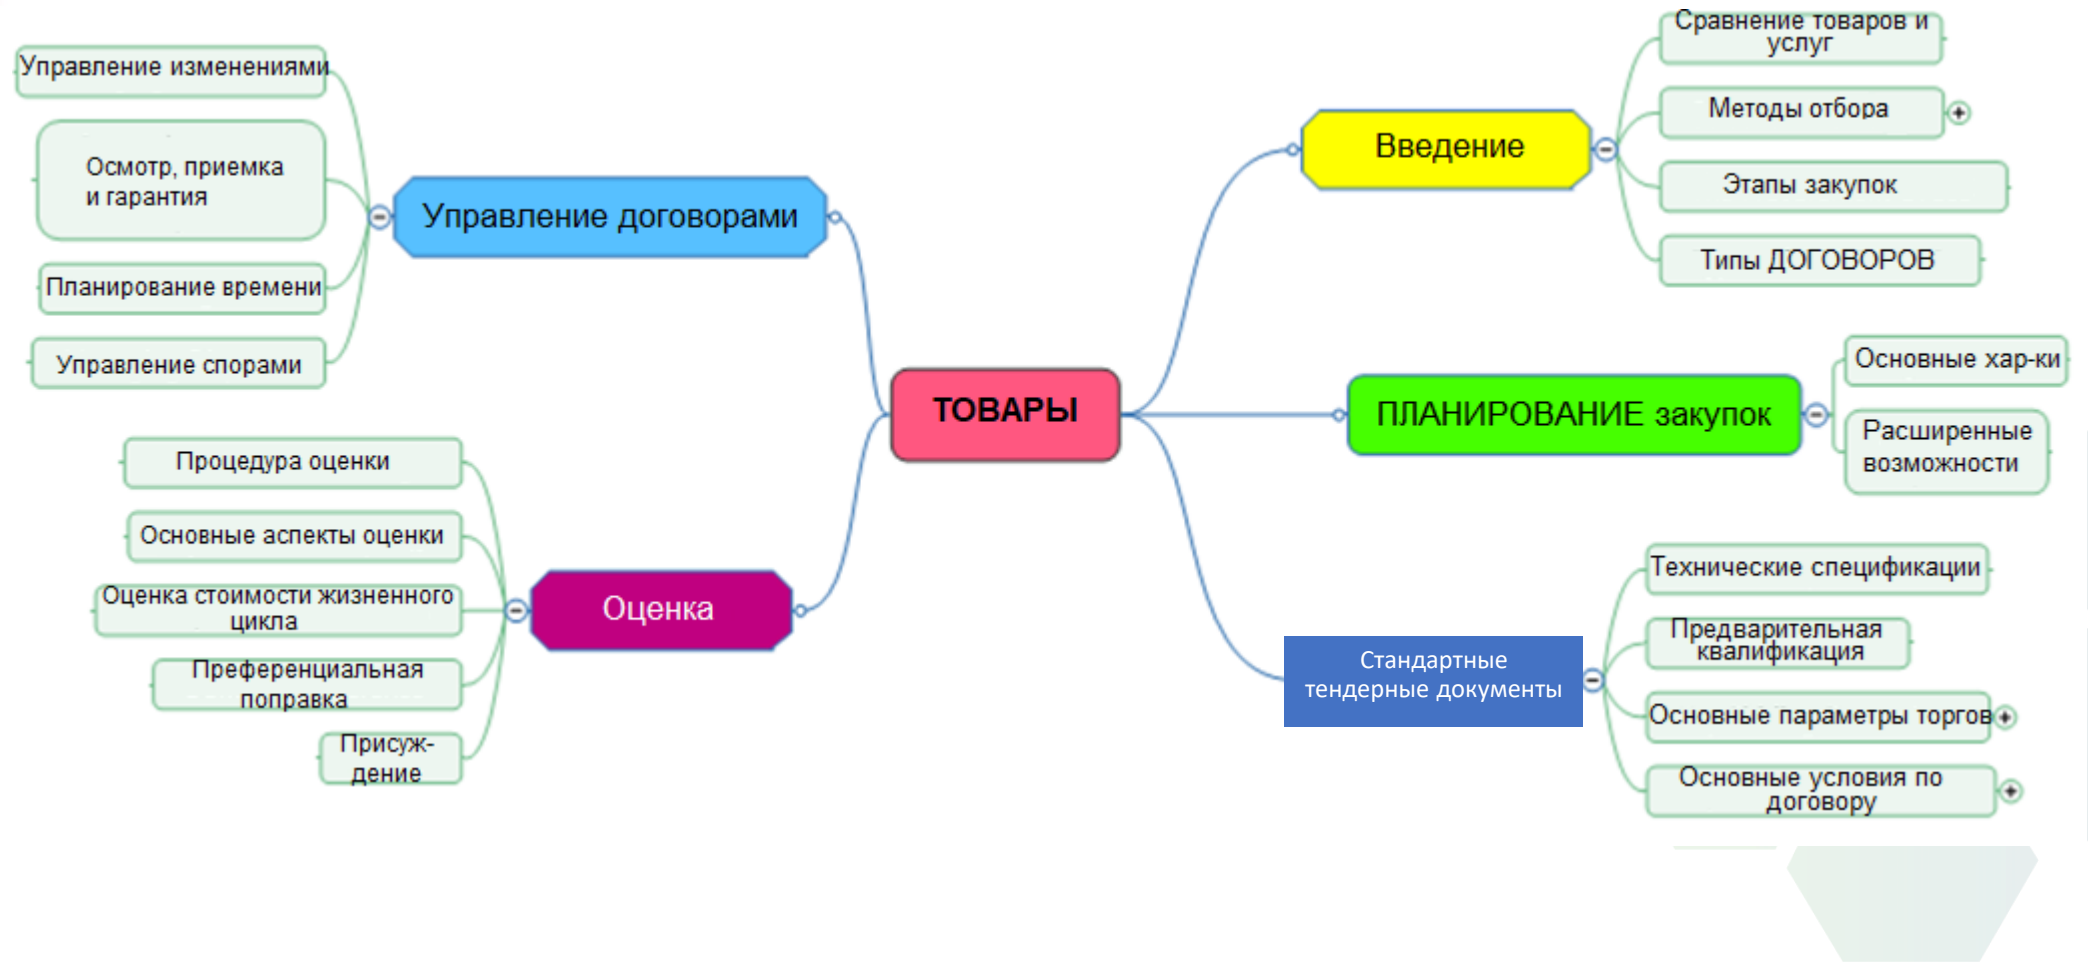 Управление изменениями
Осмотр, приемка
и гарантия
Планирование времени
Управление спорами
Управление договорами
Процедура оценки
Основные аспекты оценки
Оценка стоимости жизненного
цикла
Преференциальная
поправка
Присуж-
дение
Оценка
ТОВАРЫ
Введение
Сравнение товаров и
услуг
Методы отбора
Этапы закупок
Типы ДОГОВОРОВ
ПЛАНИРОВАНИЕ закупок
Основные хар-ки
Расширенные
возможности
Стандартные
тендерные документы
Технические спецификации
Предварительная
квалификация
Основные параметры торгов
Основные условия по
договору